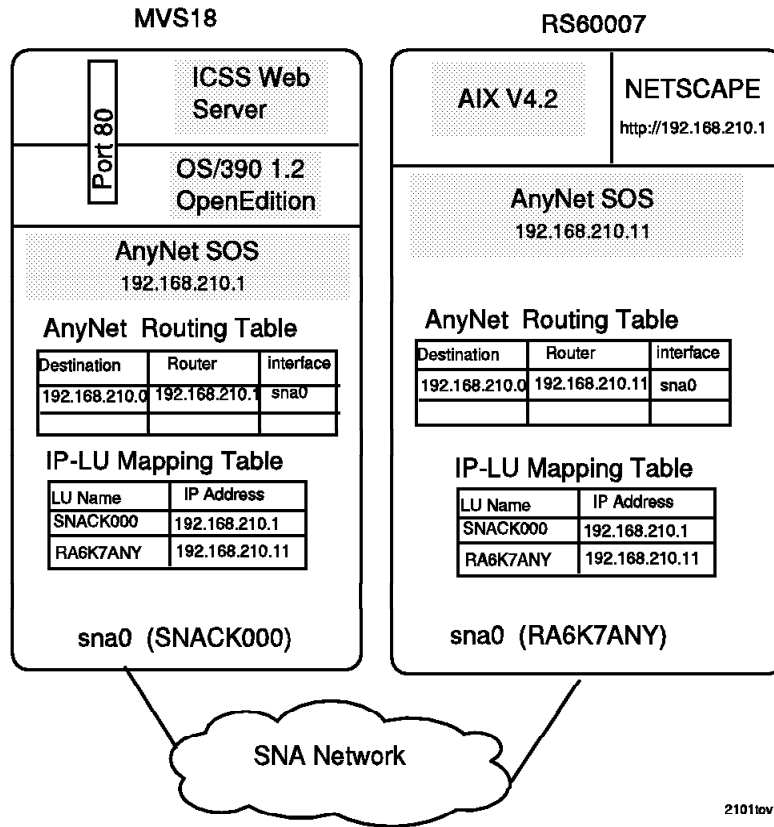 MVS18
Port 80
ICSS Web
Server
OS/390 1.2
OpenEdition
AnyNet SOS
192.168.210.1
AnyNet Routing Table
Destination Router interface
192.168.210.0 192.168.210.1 sna0
IP-LU Mapping Table
LU Name IP Address
SNACK000 192.168.210.1
RA6K7ANY 192.168.210.11
sna0 (SNACK000)
RS60007
AIX V4.2
NETSCAPE
http://192.168.210.1
AnyNet SOS
192.168.210.11
AnyNet Routing Table
Destination Router interface
192.168.210.0 192.168.210.11 sna0
IP-LU Mapping Table
LU Name IP Address
SNACK000 192.168.210.1
RA6K7ANY 192.168.210.11
sna0 (RA6K7ANY)
SNA Network
2101tov